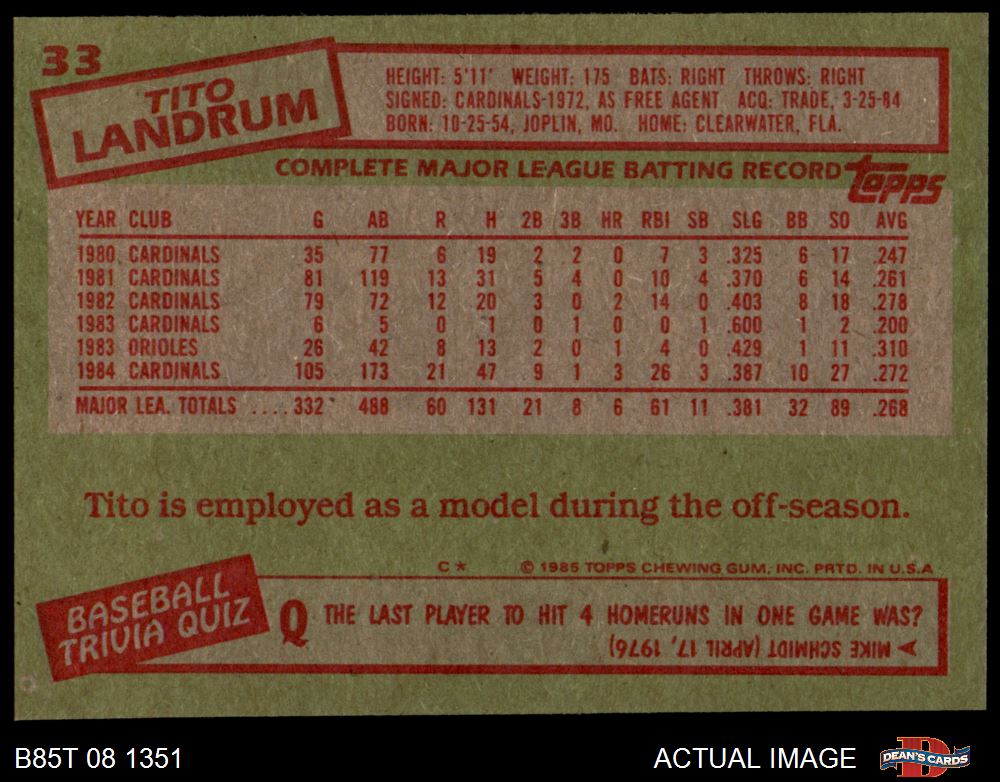 33
TITO
LANDRUM
HEIGHT: 5'11" WEIGHT: 175 BATS: RIGHT THROWS: RIGHT
SIGNED: CARDINALS-1972, AS FREE AGENT ACQ: TRADE, 3-25-84
BORN: 10-25-54, JOPLIN, MO. HOME: CLEARWATER, FLA.
COMPLETE MAJOR LEAGUE BATTING RECORD topps
YEAR CLUB G AB R H 2B 3B HR RBI SB SLG BB SO AVG
1980 CARDINALS 35 77 6 19 2 2 0 7 3 .325 6 17 .247
1981 CARDINALS 81 119 13 31 5 4 0 10 4 .370 6 14 .261
1982 CARDINALS 79 72 12 20 3 0 2 14 0 .403 8 18 .278
1983 CARDINALS 6 5 0 1 0 1 0 0 1 .600 1 2 .200
1983 ORIOLES 26 42 8 13 2 0 1 4 0 .429 1 11 .310
1984 CARDINALS 105 173 21 47 9 1 3 26 3 .387 10 27 .272
MAJOR LEA. TOTALS ....332 488 60 131 21 8 6 61 11 .381 32 89 .268
Tito is employed as a model during the off-season.
C * © 1985 TOPPS CHEWING GUM, INC. PRTD. IN U.S.A
BASEBALL
TRIVIA QUIZ
Q THE LAST PLAYER TO HIT 4 HOMERUNS IN ONE GAME WAS?
A MIKE SCHMIDT (APRIL 17, 1976)
B85T 08 1351
ACTUAL IMAGE
D
DEAN'S CARDS